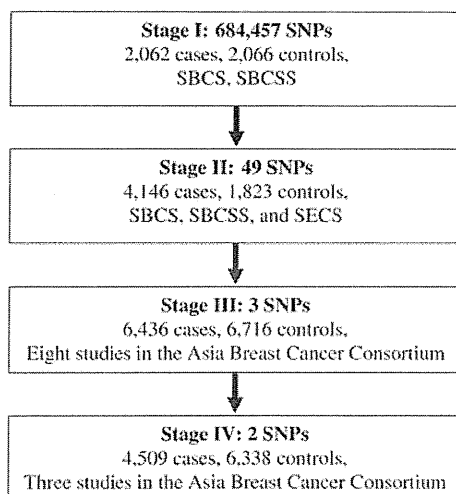 Stage I: 684,457 SNPs
2,062 cases, 2,066 controls,
SBCS, SBCSS
Stage II: 49 SNPs
4,146 cases, 1,823 controls,
SBCS, SBCSS, and SECS
Stage III: 3 SNPs
6,436 cases, 6,716 controls,
Eight studies in the Asia Breast Cancer Consortium
Stage IV: 2 SNPs
4,509 cases, 6,338 controls,
Three studies in the Asia Breast Cancer Consortium